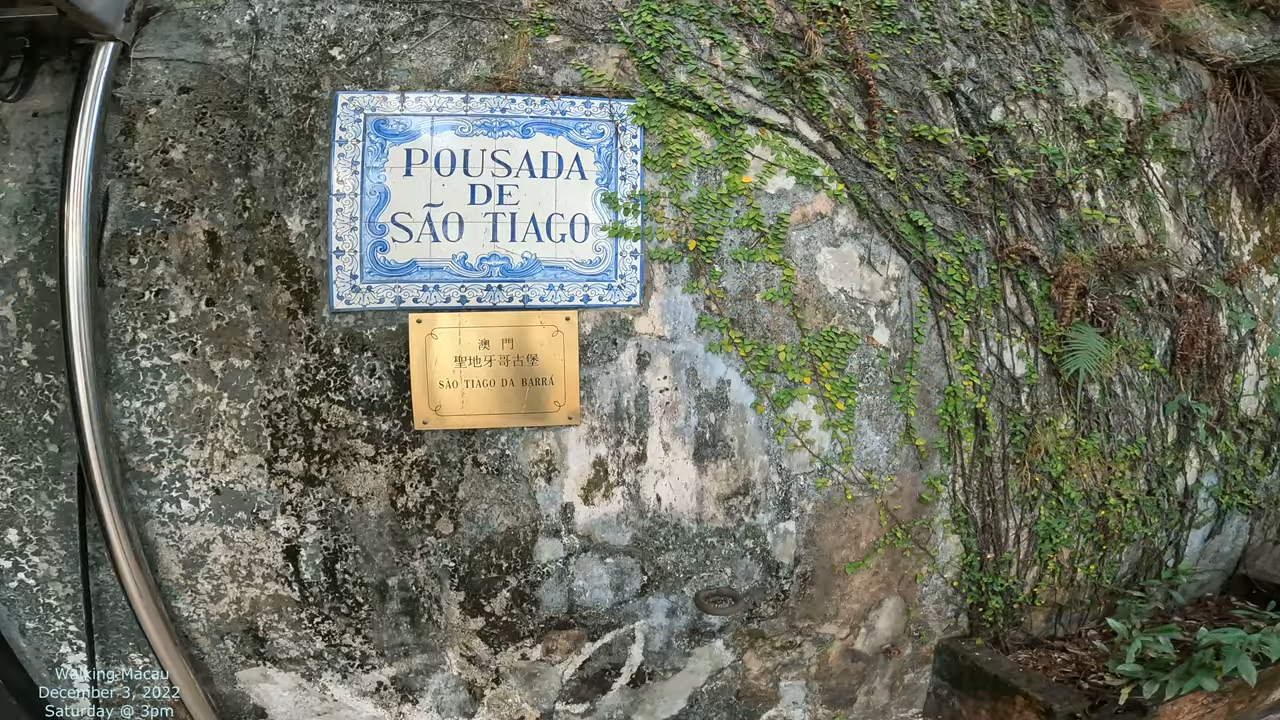 POUSADA
DE
SÃO TIAGO
澳 門
聖地牙哥古堡
SÃO TIAGO DA BARRÁ
Walking Macau
December 3, 2022
Saturday @ 3pm